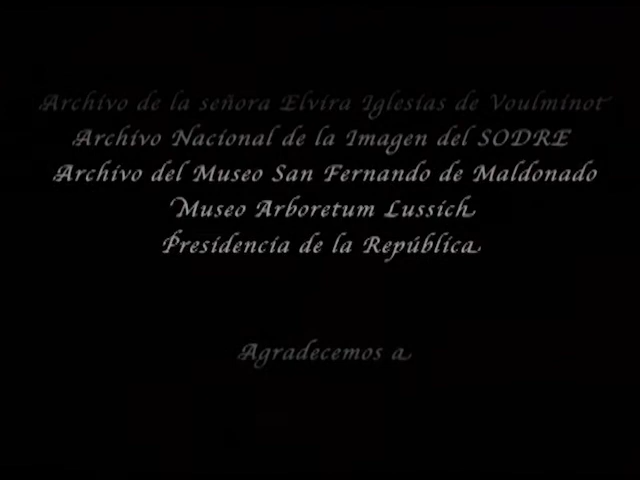 Archivo de la señora Elvira Iglesias de Voulminot
Archivo Nacional de la Imagen del SODRE
Archivo del Museo San Fernando de Maldonado
Museo Arboretum Lussich
Presidencia de la República
Agradecemos a